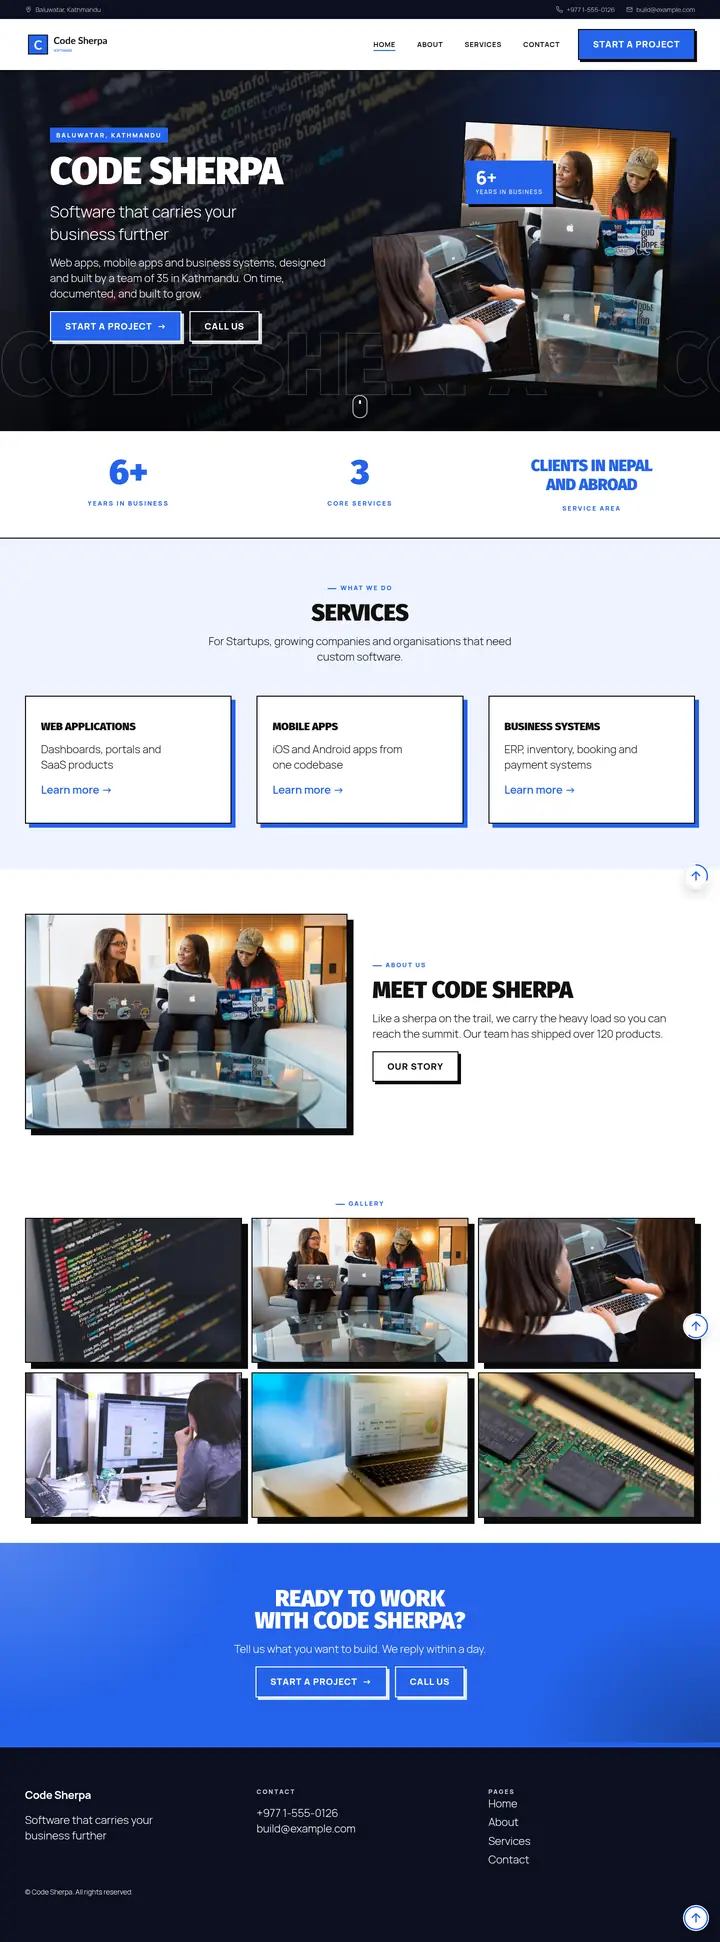 Baluwatar, Kathmandu
+977 1-555-0126
build@example.com
C
Code Sherpa
HOME
ABOUT
SERVICES
CONTACT
START A PROJECT
BALUWATAR, KATHMANDU
CODE SHERPA
Software that carries your
business further
Web apps, mobile apps and business systems, designed
and built by a team of 35 in Kathmandu. On time,
documented, and built to grow.
START A PROJECT →
CALL US
6+
YEARS IN BUSINESS
CODE SHERPA
6+
YEARS IN BUSINESS
3
CORE SERVICES
CLIENTS IN NEPAL
AND ABROAD
SERVICE AREA
WHAT WE DO
SERVICES
For Startups, growing companies and organisations that need
custom software.
WEB APPLICATIONS
Dashboards, portals and
SaaS products
Learn more →
MOBILE APPS
iOS and Android apps from
one codebase
Learn more →
BUSINESS SYSTEMS
ERP, inventory, booking and
payment systems
Learn more →
ABOUT US
MEET CODE SHERPA
Like a sherpa on the trail, we carry the heavy load so you can
reach the summit. Our team has shipped over 120 products.
OUR STORY
GALLERY
READY TO WORK
WITH CODE SHERPA?
Tell us what you want to build. We reply within a day.
START A PROJECT →
CALL US
Code Sherpa
Software that carries your
business further
CONTACT
+977 1-555-0126
build@example.com
PAGES
Home
About
Services
Contact
© Code Sherpa. All rights reserved.